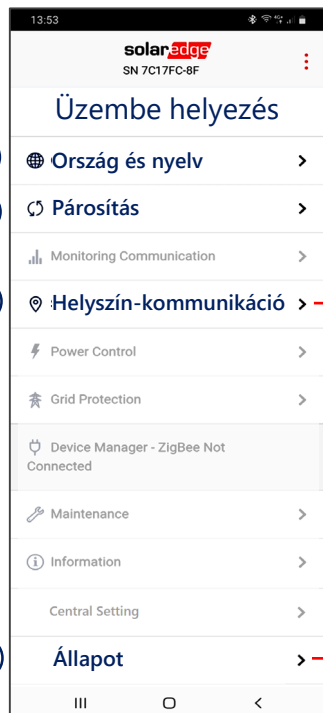 13:53
solaredge
SN 7C17FC-8F
Üzembe helyezés
Ország és nyelv
Párosítás
Monitoring Communication
Helyszín-kommunikáció
Power Control
Grid Protection
Device Manager - ZigBee Not
Connected
Maintenance
Information
Central Setting
Állapot